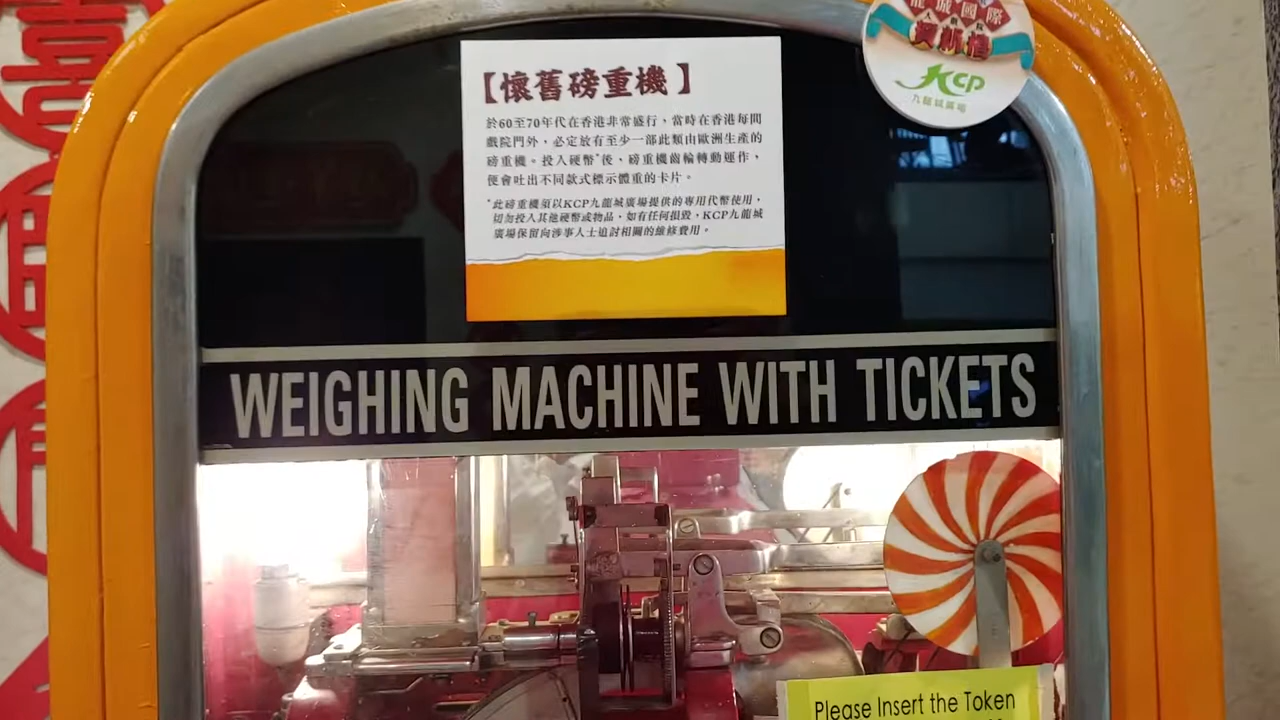 龍城國際
賀新禧
KCP
九龍城廣場
【懷舊磅重機】
於60至70年代在香港非常盛行，當時在香港每間
戲院門外，必定放有至少一部此類由歐洲生產的
磅重機。投入硬幣*後、磅重機齒輪轉動運作，
便會吐出不同款式標示體重的卡片。
*此磅重機須以KCP九龍城廣場提供的專用代幣使用，
切勿投入其他硬幣或物品，如有任何損毀，KCP九龍城
廣場保留向涉事人士追討相關的維修費用。
WEIGHING MACHINE WITH TICKETS
Please Insert the Token